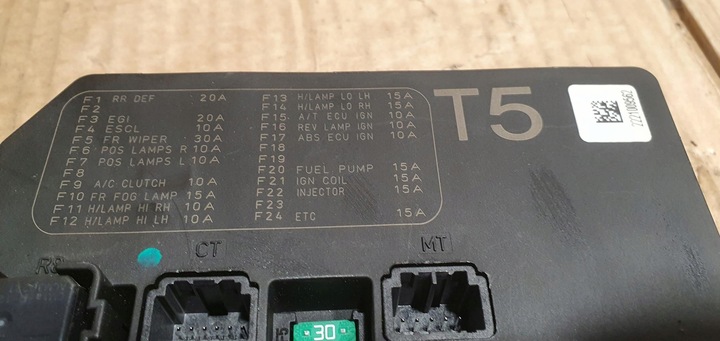 F1 RR DEF 20A
F2
F3 EGI 20A
F4 ESCL 10A
F5 FR WIPER 30A
F6 POS LAMPS R 10A
F7 POS LAMPS L 10A
F8
F9 A/C CLUTCH 10A
F10 FR FOG LAMP 15A
F11 H/LAMP HI RH 10A
F12 H/LAMP HI LH 10A
F13 H/LAMP LO LH 15A
F14 H/LAMP LO RH 15A
F15 A/T ECU IGN 10A
F16 REV LAMP IGN 10A
F17 ABS ECU IGN 10A
F18
F19
F20 FUEL PUMP 15A
F21 IGN COIL 15A
F22 INJECTOR 15A
F23
F24 ETC 15A
T5
CT
MT
30